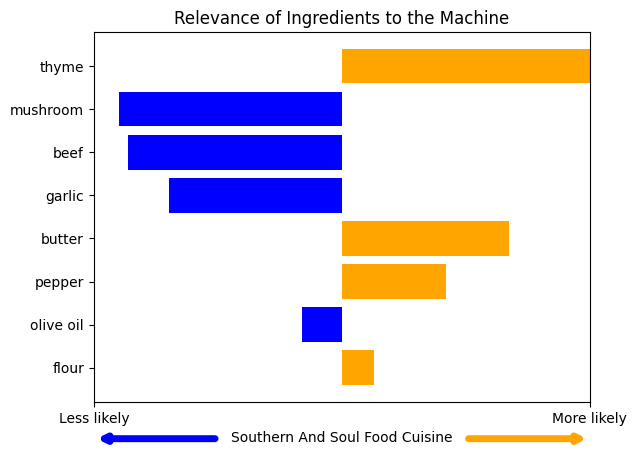 Relevance of Ingredients to the Machine
thyme
mushroom
beef
garlic
butter
pepper
olive oil
flour
Less likely
More likely
Southern And Soul Food Cuisine